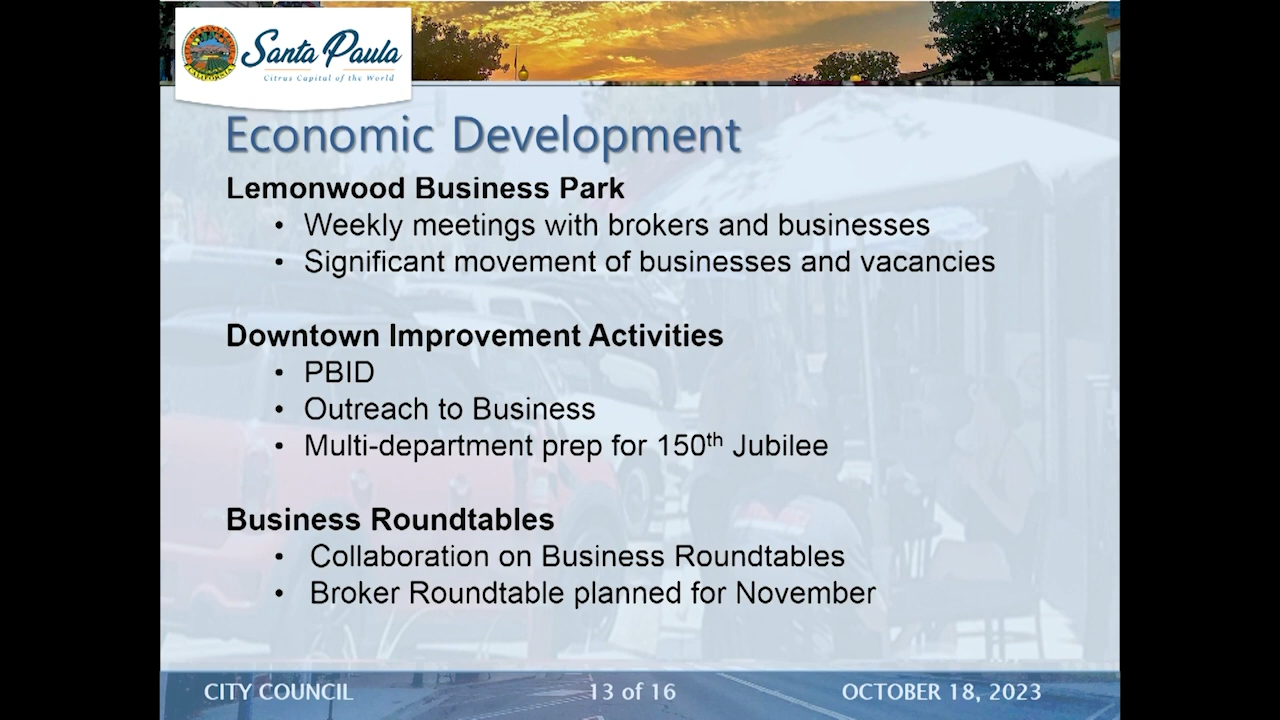 Santa Paula
Citrus Capital of the World
Economic Development
Lemonwood Business Park
• Weekly meetings with brokers and businesses
• Significant movement of businesses and vacancies
Downtown Improvement Activities
• PBID
• Outreach to Business
• Multi-department prep for 150th Jubilee
Business Roundtables
• Collaboration on Business Roundtables
• Broker Roundtable planned for November
CITY COUNCIL
13 of 16
OCTOBER 18, 2023